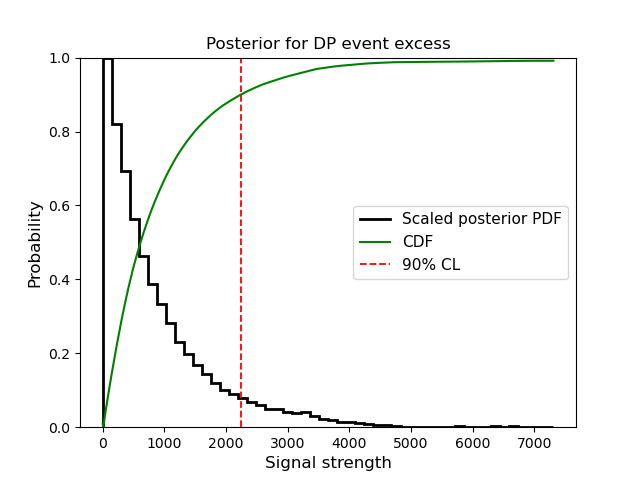 Posterior for DP event excess
1.0
0.8
0.6
0.4
0.2
0.0
Probability
Scaled posterior PDF
CDF
90% CL
0 1000 2000 3000 4000 5000 6000 7000
Signal strength